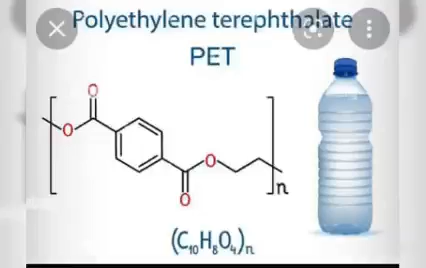 Polyethylene terephthalate
PET
O
O
O
O
n
(C₁₀H₈O₄)n